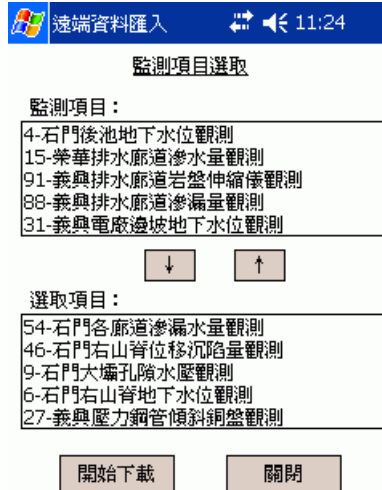 遠端資料匯入 11:24
監測項目選取
監測項目：
4-石門後池地下水位觀測
15-榮華排水廊道滲水量觀測
91-義興排水廊道岩盤伸縮儀觀測
88-義興排水廊道滲漏量觀測
31-義興電廠邊坡地下水位觀測
↓ ↑
選取項目：
54-石門各廊道滲漏水量觀測
46-石門右山脊位移沉陷量觀測
9-石門大壩孔隙水壓觀測
6-石門右山脊地下水位觀測
27-義興壓力鋼管傾斜銅盤觀測
開始下載 關閉